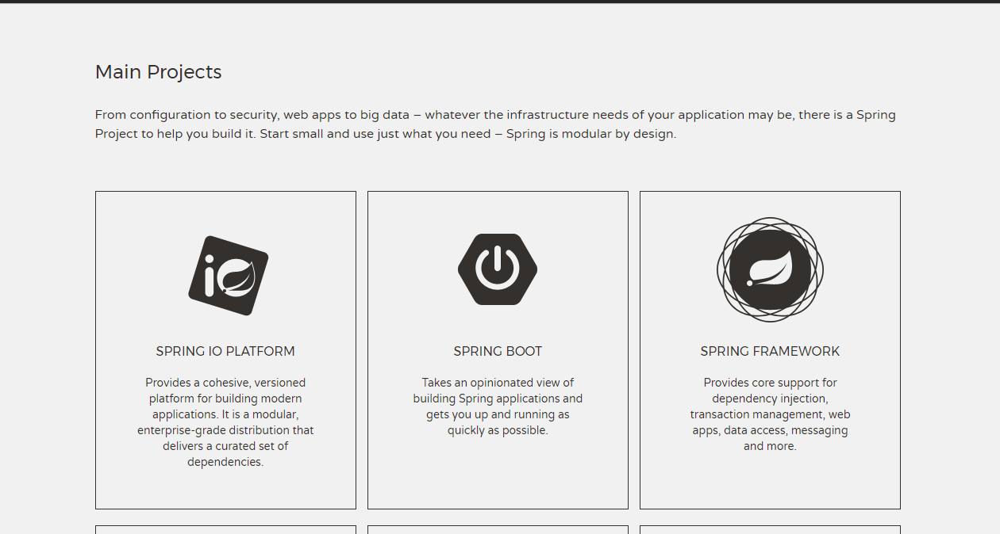 Main Projects
From configuration to security, web apps to big data – whatever the infrastructure needs of your application may be, there is a Spring
Project to help you build it. Start small and use just what you need – Spring is modular by design.
io
SPRING IO PLATFORM
Provides a cohesive, versioned
platform for building modern
applications. It is a modular,
enterprise-grade distribution that
delivers a curated set of
dependencies.
SPRING BOOT
Takes an opinionated view of
building Spring applications and
gets you up and running as
quickly as possible.
SPRING FRAMEWORK
Provides core support for
dependency injection,
transaction management, web
apps, data access, messaging
and more.